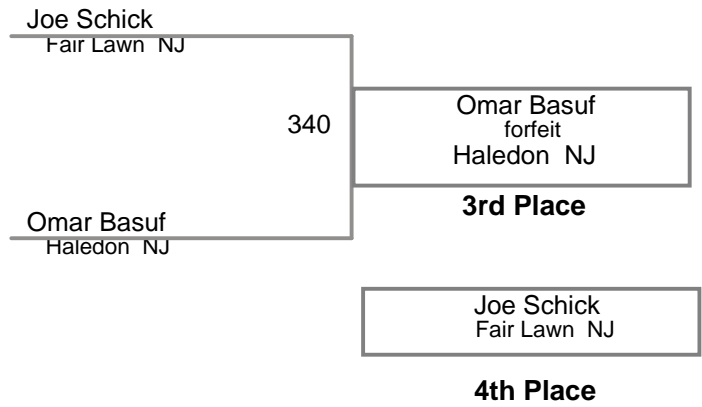 Joe Schick
Fair Lawn NJ
340
Omar Basuf
forfeit
Haledon NJ
3rd Place
Omar Basuf
Haledon NJ
Joe Schick
Fair Lawn NJ
4th Place